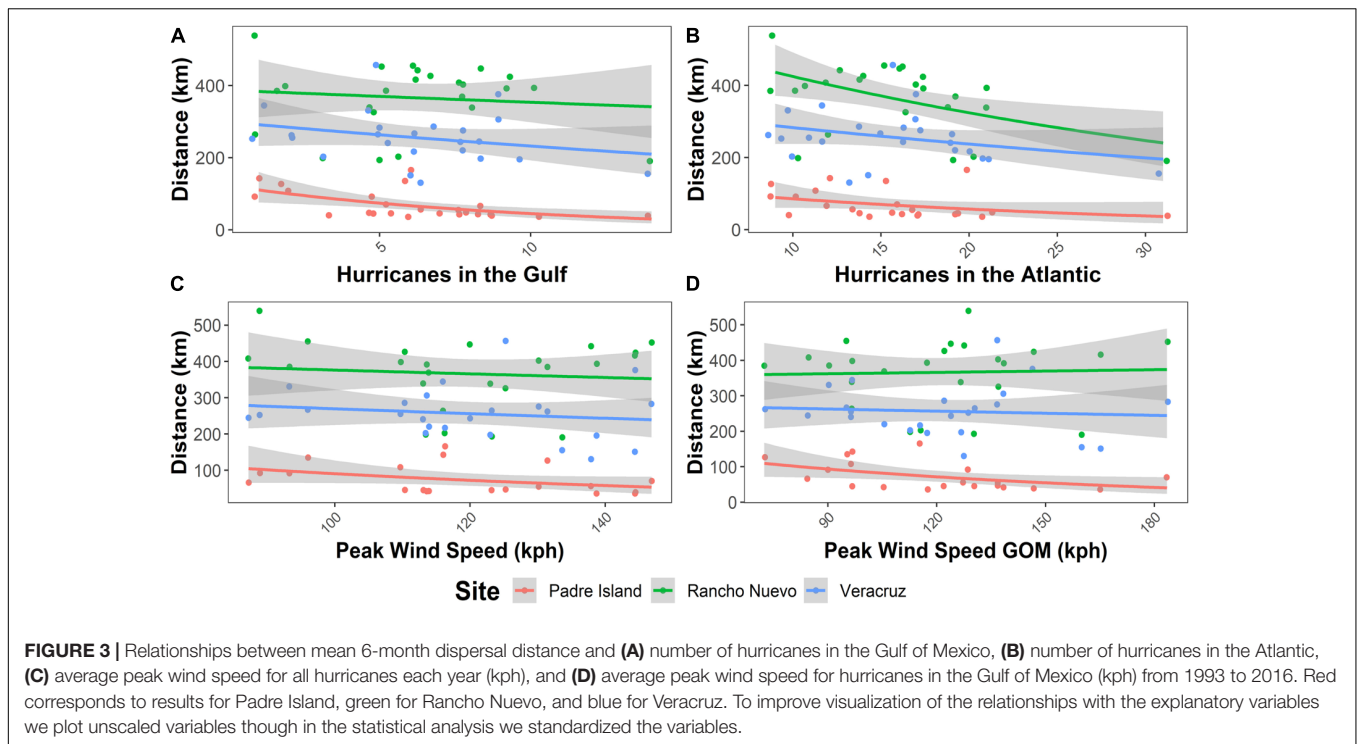 A
B
Distance (km)
400
200
0
5
10
Hurricanes in the Gulf
Distance (km)
400
200
0
10
15
20
25
30
Hurricanes in the Atlantic
C
D
Distance (km)
500
400
300
200
100
100
120
140
Peak Wind Speed (kph)
Distance (km)
500
400
300
200
100
0
90
120
150
180
Peak Wind Speed GOM (kph)
Site Padre Island Rancho Nuevo Veracruz
FIGURE 3 | Relationships between mean 6-month dispersal distance and (A) number of hurricanes in the Gulf of Mexico, (B) number of hurricanes in the Atlantic,
(C) average peak wind speed for all hurricanes each year (kph), and (D) average peak wind speed for hurricanes in the Gulf of Mexico (kph) from 1993 to 2016. Red
corresponds to results for Padre Island, green for Rancho Nuevo, and blue for Veracruz. To improve visualization of the relationships with the explanatory variables
we plot unscaled variables though in the statistical analysis we standardized the variables.